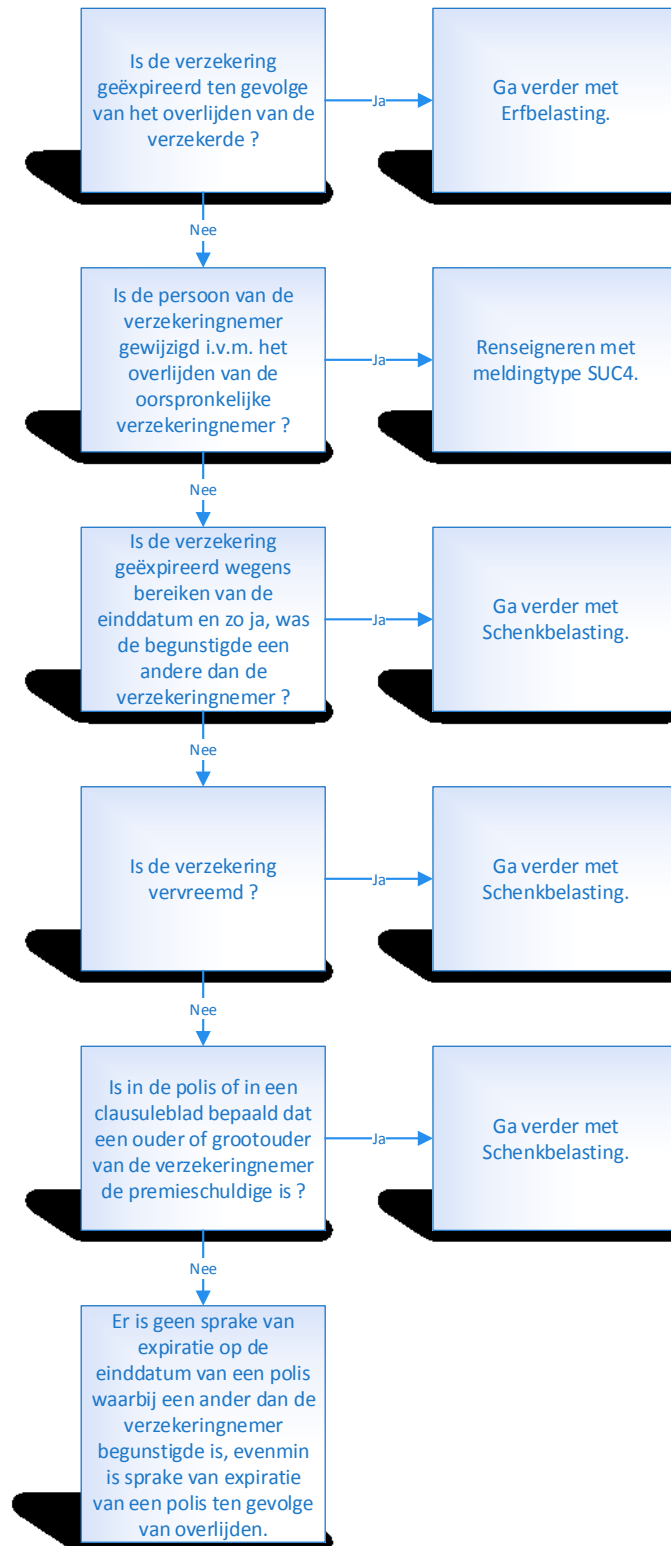 Is de verzekering
geëxpireerd ten gevolge
van het overlijden van de
verzekerde ?
Ja
Ga verder met
Erfbelasting.
Nee
Is de persoon van de
verzekeringnemer
gewijzigd i.v.m. het
overlijden van de
oorspronkelijke
verzekeringnemer ?
Ja
Renseigneren met
meldingtype SUC4.
Nee
Is de verzekering
geëxpireerd wegens
bereiken van de
einddatum en zo ja, was
de begunstigde een
andere dan de
verzekeringnemer ?
Ja
Ga verder met
Schenkbelasting.
Nee
Is de verzekering
vervreemd ?
Ja
Ga verder met
Schenkbelasting.
Nee
Is in de polis of in een
clausuleblad bepaald dat
een ouder of grootouder
van de verzekeringnemer
de premieschuldige is ?
Ja
Ga verder met
Schenkbelasting.
Nee
Er is geen sprake van
expiratie op de
einddatum van een polis
waarbij een ander dan de
verzekeringnemer
begunstigde is, evenmin
is sprake van expiratie
van een polis ten gevolge
van overlijden.